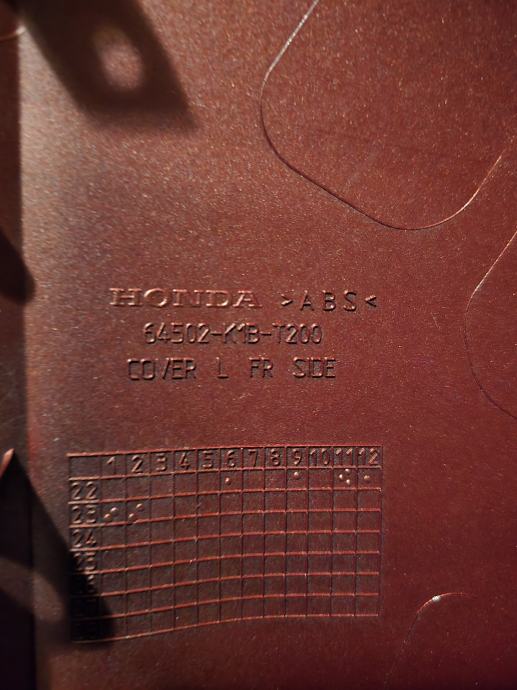 HONDA >ABS<
64502-K1B-T200
COVER L FR SIDE
1 2 3 4 5 6 7 8 9 10 11 12
22
23
24